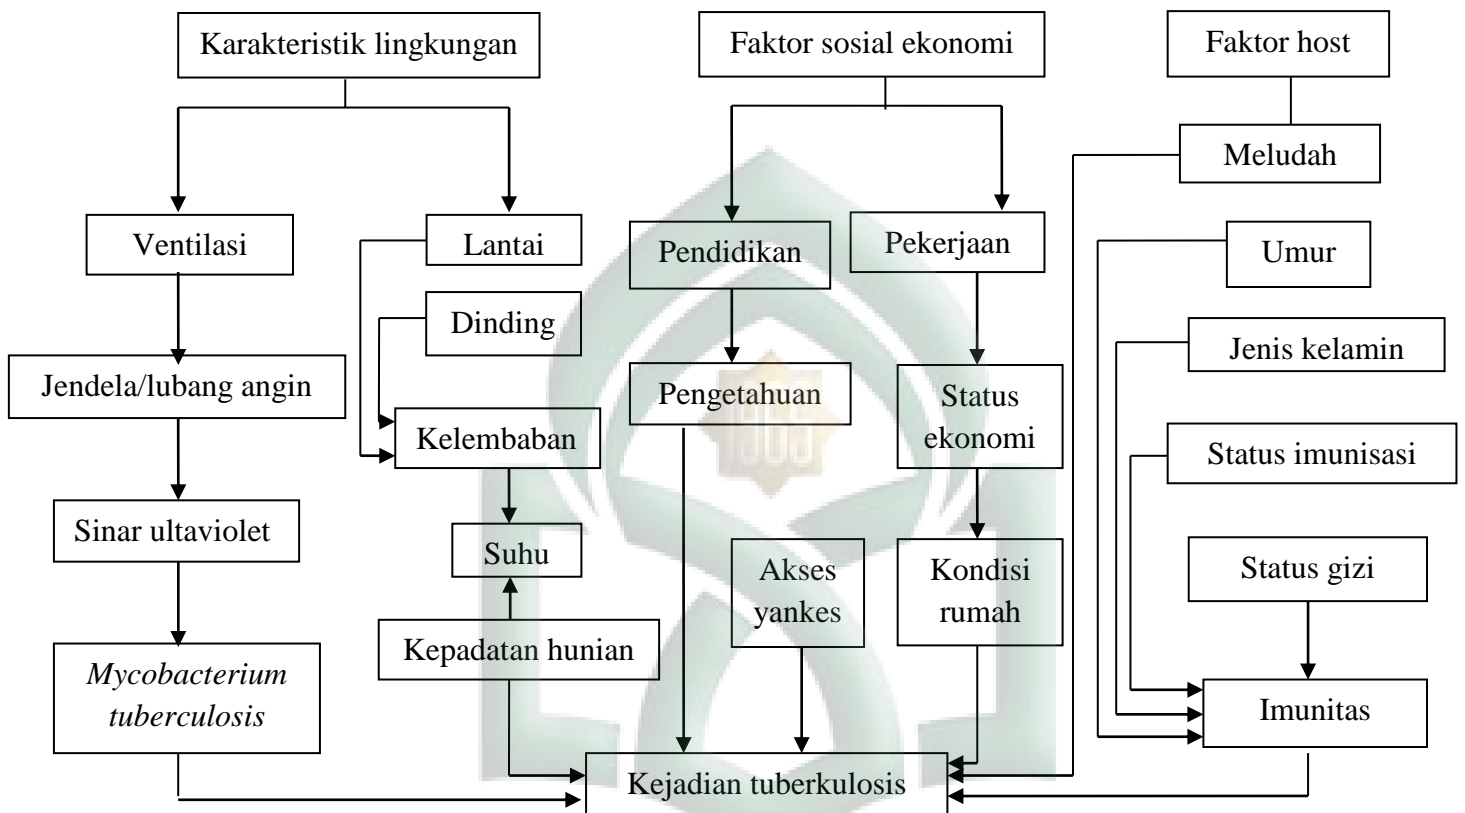 Karakteristik lingkungan
Faktor sosial ekonomi
Faktor host
Meludah
Ventilasi
Lantai
Pendidikan
Pekerjaan
Umur
Dinding
Jenis kelamin
Jendela/lubang angin
Pengetahuan
Status
ekonomi
Kelembaban
Status imunisasi
Sinar ultaviolet
Suhu
Akses
yankes
Kondisi
rumah
Status gizi
Kepadatan hunian
Mycobacterium
tuberculosis
Imunitas
Kejadian tuberkulosis